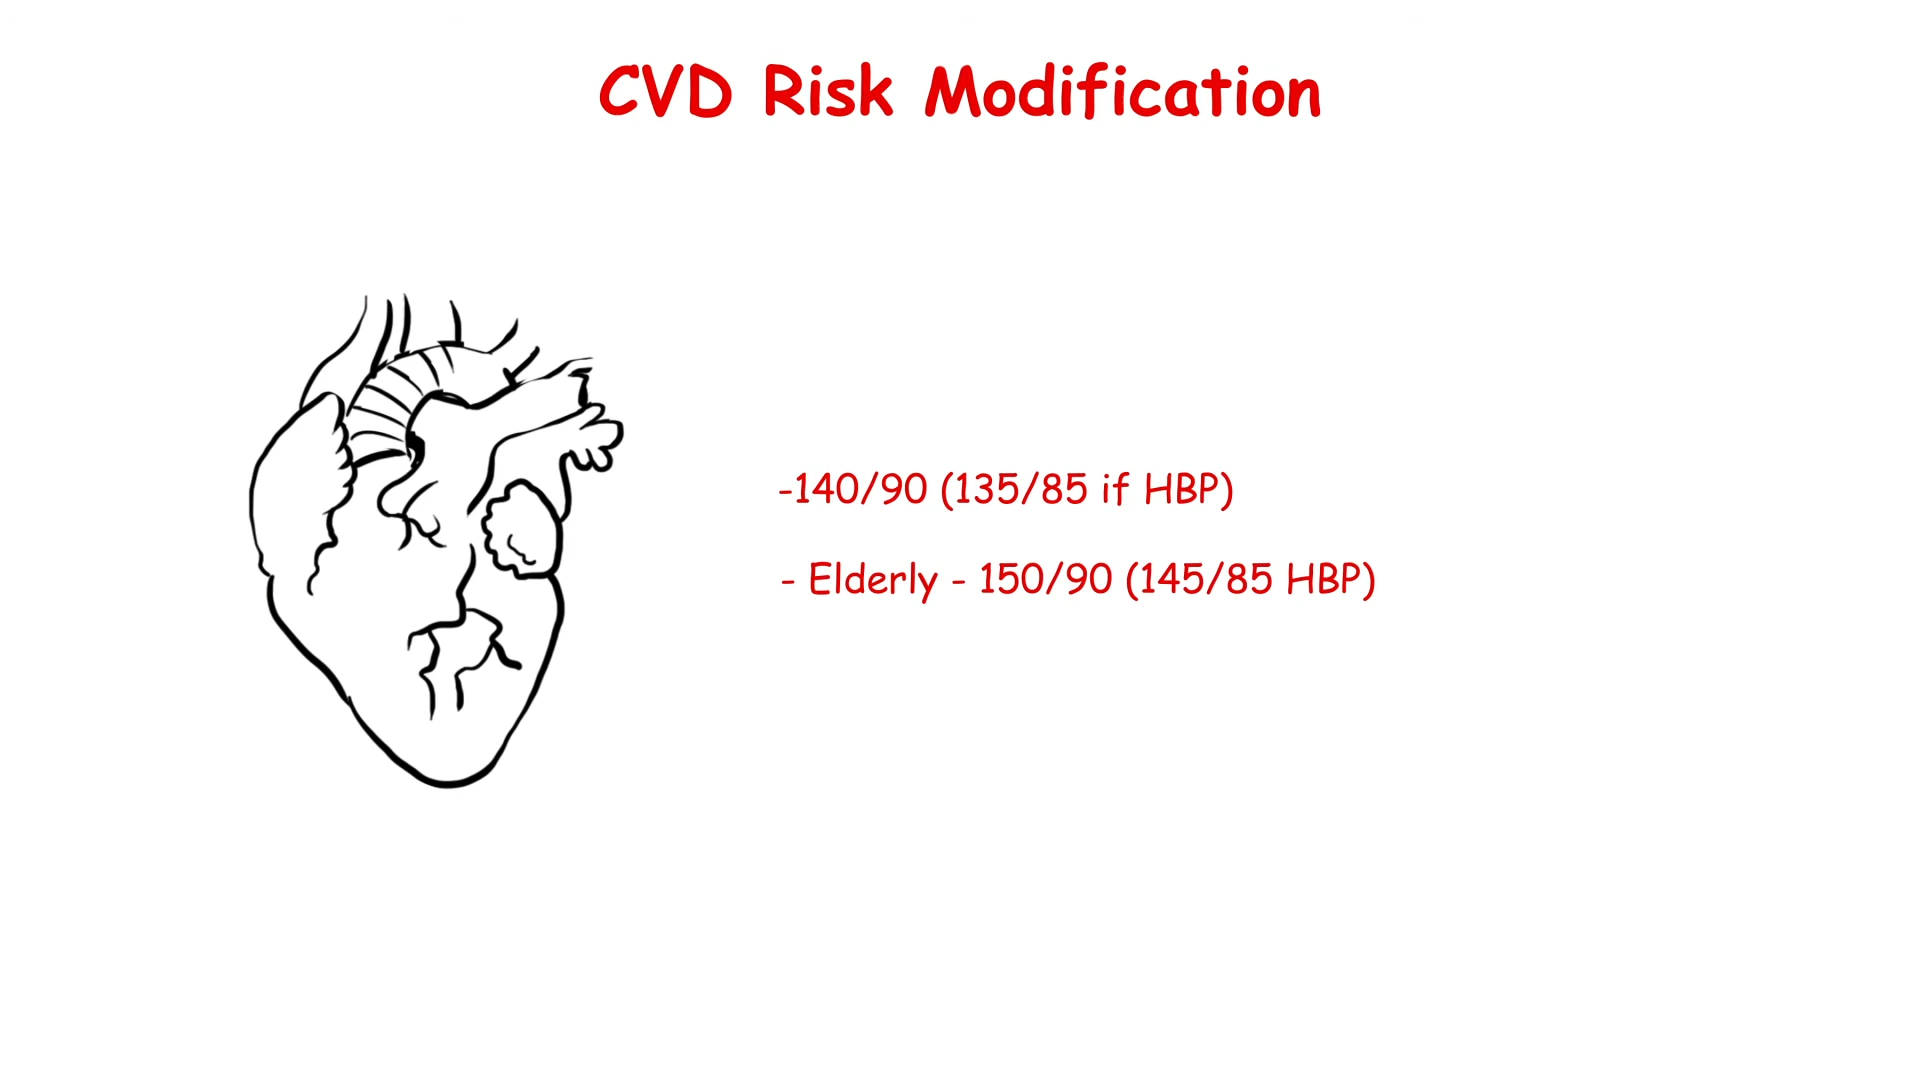 CVD Risk Modification
-140/90 (135/85 if HBP)
- Elderly - 150/90 (145/85 HBP)